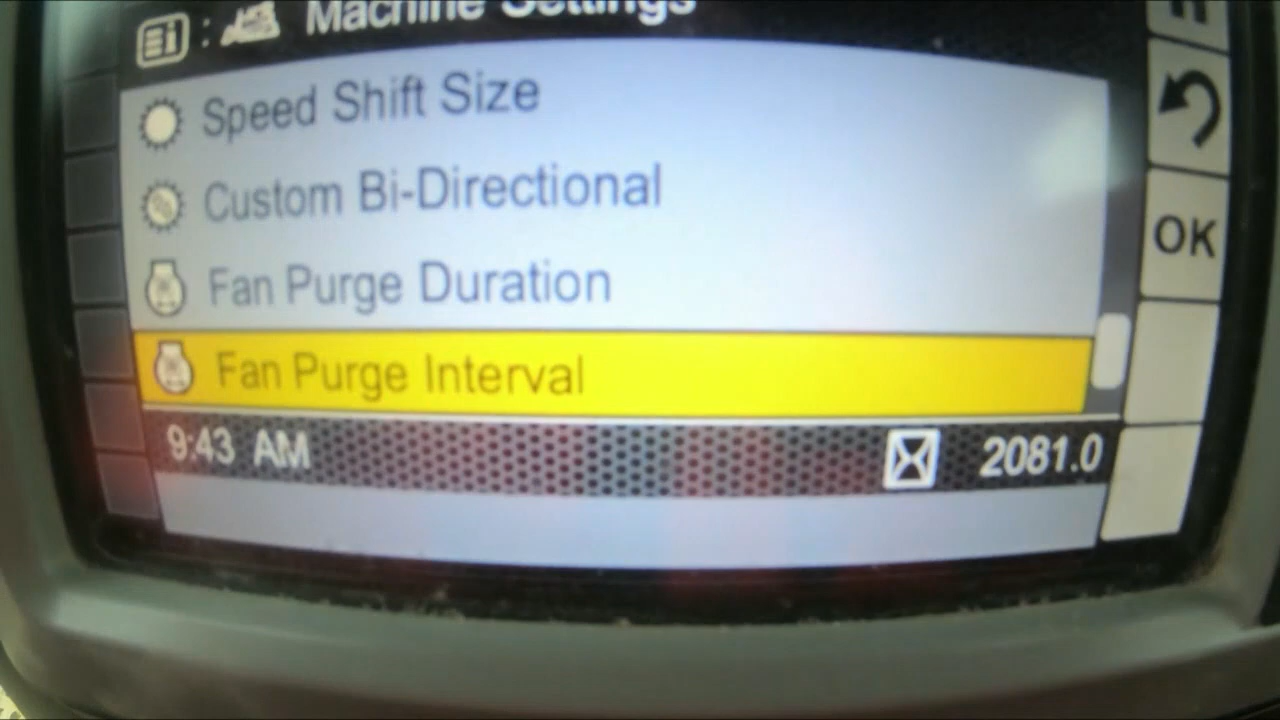 : Machine Settings
Speed Shift Size
Custom Bi-Directional
Fan Purge Duration
Fan Purge Interval
OK
9:43 AM
2081.0